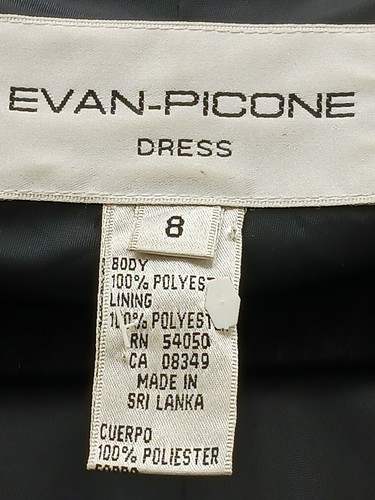 EVAN-PICONE
DRESS
8
BODY
100% POLYEST
LINING
100% POLYEST
RN 54050
CA 08349
MADE IN
SRI LANKA
CUERPO
100% POLIESTER